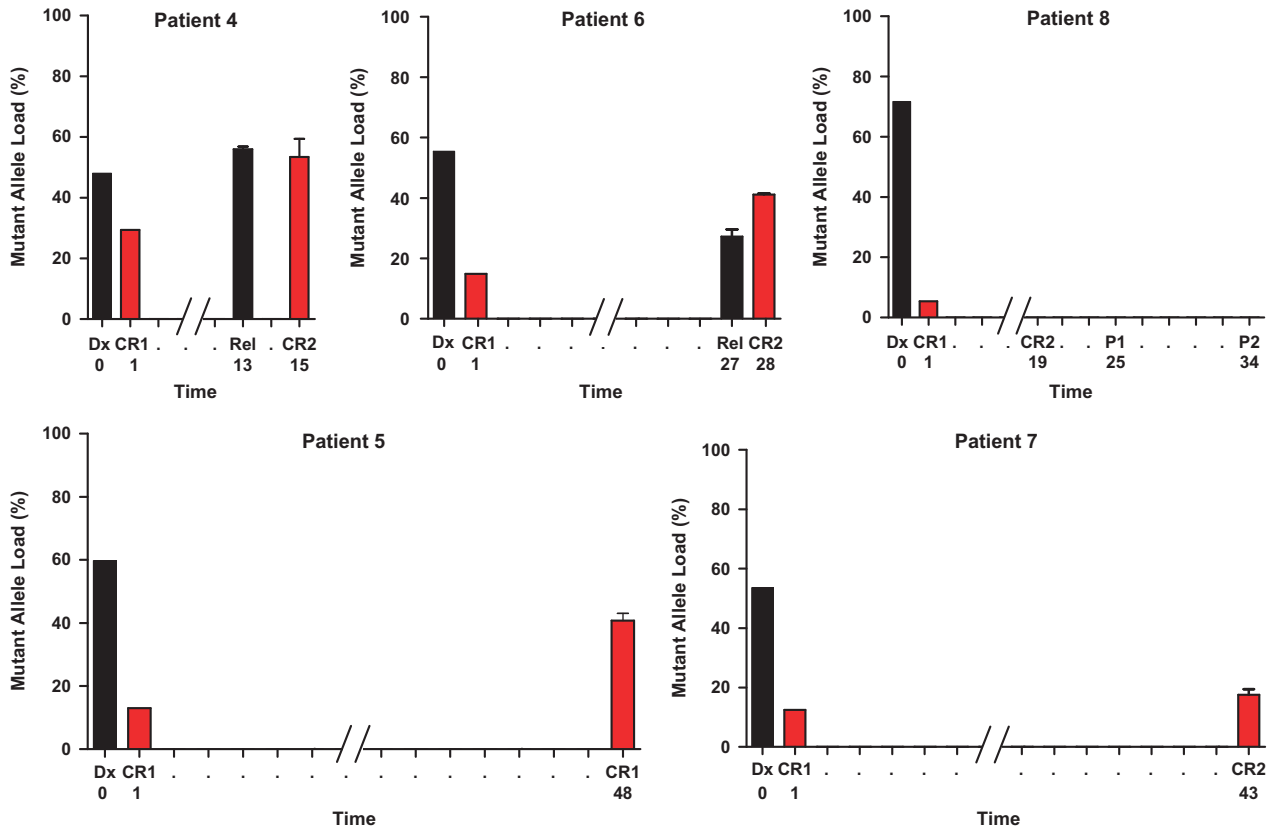 Patient 4
Mutant Allele Load (%)
100
80
60
40
20
0
Dx CR1 . . . Rel . CR2
0 1 13 15
Time
Patient 6
Mutant Allele Load (%)
100
80
60
40
20
0
Dx CR1 . . . . . . . Rel CR2
0 1 27 28
Time
Patient 8
Mutant Allele Load (%)
100
80
60
40
20
0
Dx CR1 . . . CR2 . . P1 . . . . P2
0 1 19 25 34
Time
Patient 5
Mutant Allele Load (%)
100
80
60
40
20
0
Dx CR1 . . . . . . . . . . . . . CR1
0 1 48
Time
Patient 7
Mutant Allele Load (%)
100
80
60
40
20
0
Dx CR1 . . . . . . . . . . . . CR2
0 1 43
Time